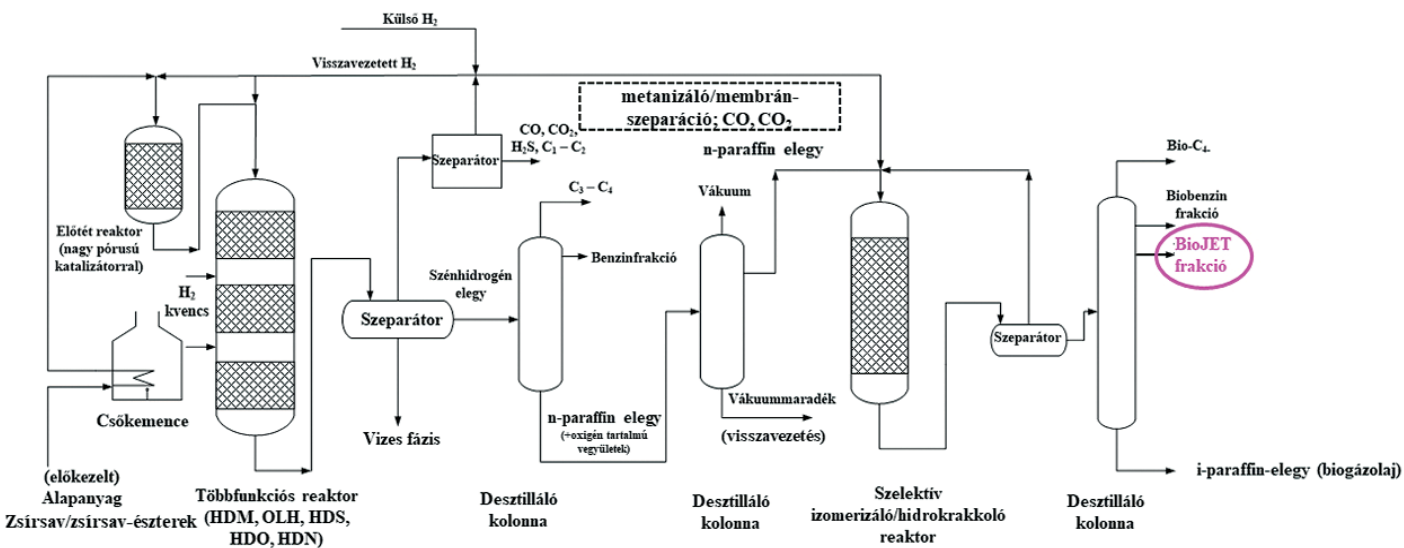 Külső H₂
Visszavezetett H₂
metanizáló/membrán-
szeparáció; CO, CO₂
n-paraffin elegy
CO, CO₂,
H₂S, C₁ – C₂
Szeparátor
Bio-C₄-
C₃ – C₄
Vákuum
Biobenzin
frakció
BioJET
frakció
Előtét reaktor
(nagy pórusú
katalizátorral)
Benzinfrakció
Szénhidrogén
elegy
H₂
kvencs
Szeparátor
Szeparátor
Csőkemence
Vákuummaradék
(visszavezetés)
n-paraffin elegy
(+oxigén tartalmú
vegyületek)
Vizes fázis
(előkezelt)
Alapanyag
Zsírsav/zsírsav-észterek
i-paraffin-elegy (biogázolaj)
Többfunkciós reaktor
(HDM, OLH, HDS,
HDO, HDN)
Desztilláló
kolonna
Desztilláló
kolonna
Szelektív
izomerizáló/hidrokrakkoló
reaktor
Desztilláló
kolonna